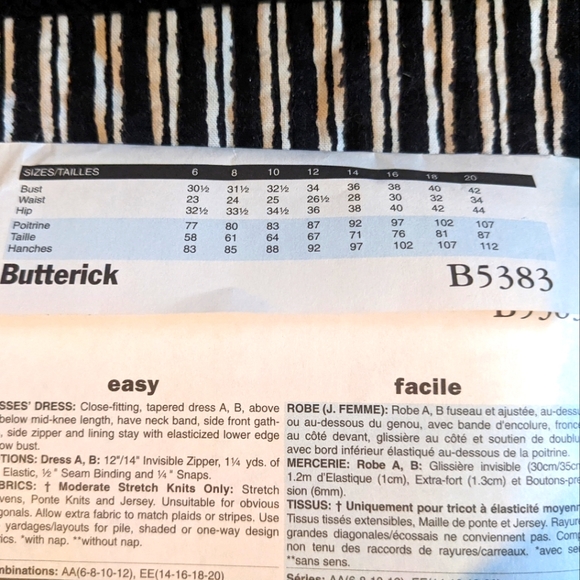 SIZES/TAILLES 6 8 10 12 14 16 18 20
Bust 30½ 31½ 32½ 34 36 38 40 42
Waist 23 24 25 26½ 28 30 32 34
Hip 32½ 33½ 34½ 36 38 40 42 44
Poitrine 77 80 83 87 92 97 102 107
Taille 58 61 64 67 71 76 81 87
Hanches 83 85 88 92 97 102 107 112
Butterick B5383
easy
SSES' DRESS: Close-fitting, tapered dress A, B, above
below mid-knee length, have neck band, side front gath-
, side zipper and lining stay with elasticized lower edge
ow bust.
TIONS: Dress A, B: 12"/14" Invisible Zipper, 1¼ yds. of
Elastic, ½" Seam Binding and ¼" Snaps.
BRICS: † Moderate Stretch Knits Only: Stretch
vens, Ponte Knits and Jersey. Unsuitable for obvious
gonals. Allow extra fabric to match plaids or stripes. Use
yardages/layouts for pile, shaded or one-way design
rics. *with nap. **without nap.
mbinations: AA(6-8-10-12), EE(14-16-18-20)
facile
ROBE (J. FEMME): Robe A, B fuseau et ajustée, au-dessu
ou au-dessous du genou, avec bande d'encolure, fronce
au côté devant, glissière au côté et soutien de doublu
avec bord inférieur élastiqué au-dessous de la poitrine.
MERCERIE: Robe A, B: Glissière invisible (30cm/35cm
1.2m d'Elastique (1cm), Extra-fort (1.3cm) et Boutons-pre
sion (6mm).
TISSUS: † Uniquement pour tricot à élasticité moyenn
Tissus tissés extensibles, Maille de ponte et Jersey. Rayur
grandes diagonales/écossais ne conviennent pas. Comp
non tenu des raccords de rayures/carreaux. *avec se
**sans sens.